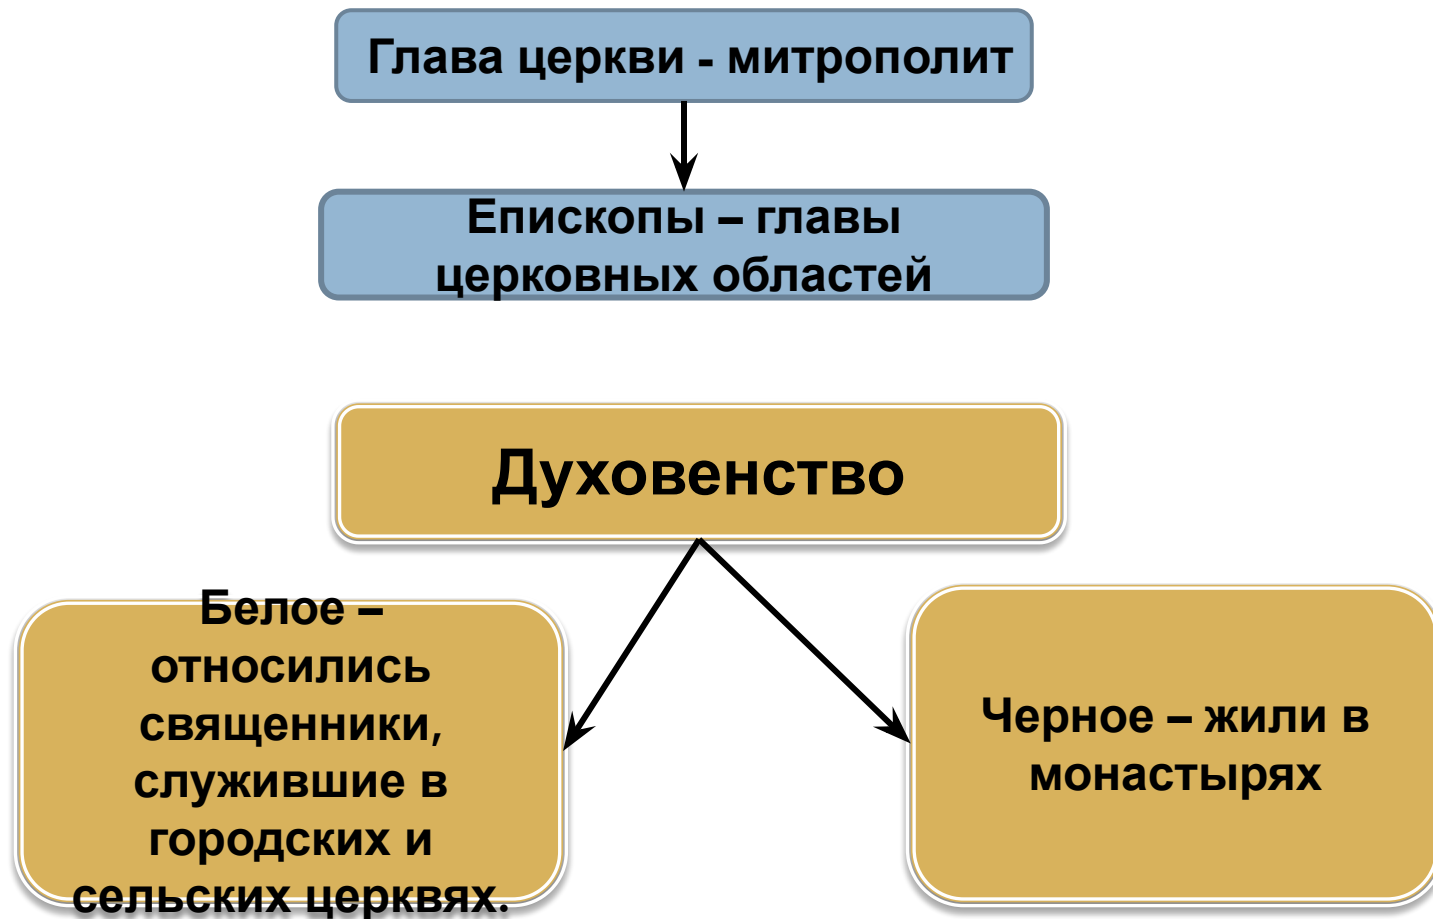 Глава церкви - митрополит
Епископы – главы
церковных областей
Духовенство
Белое –
относились
священники,
служившие в
городских и
сельских церквях.
Черное – жили в
монастырях